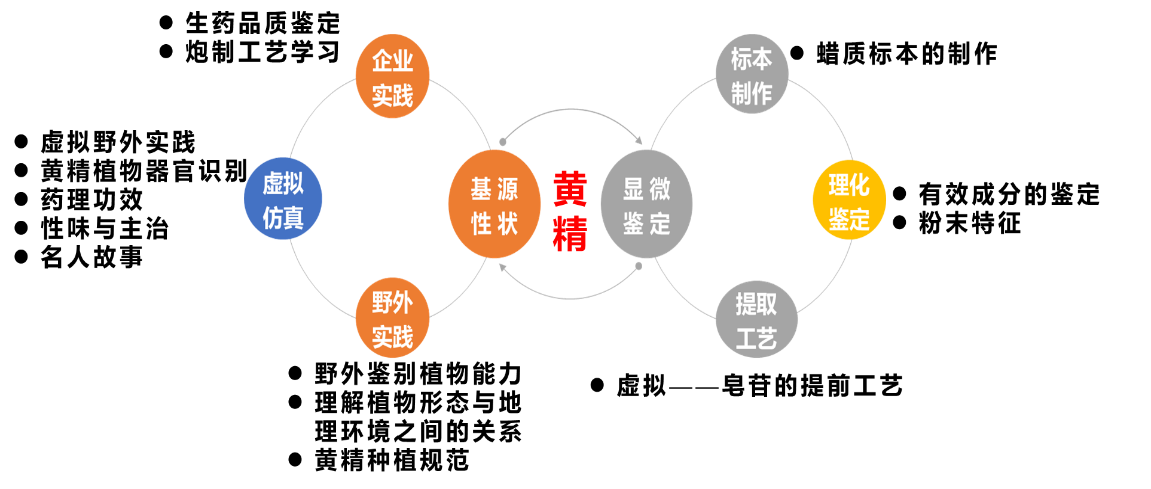 ● 生药品质鉴定
● 炮制工艺学习
企业
实践
● 虚拟野外实践
● 黄精植物器官识别
● 药理功效
● 性味与主治
● 名人故事
虚拟
仿真
基源
性状
野外
实践
● 野外鉴别植物能力
● 理解植物形态与地
理环境之间的关系
● 黄精种植规范
黄
精
显微
鉴定
标本
制作
● 蜡质标本的制作
理化
鉴定
● 有效成分的鉴定
● 粉末特征
提取
工艺
● 虚拟——皂苷的提前工艺